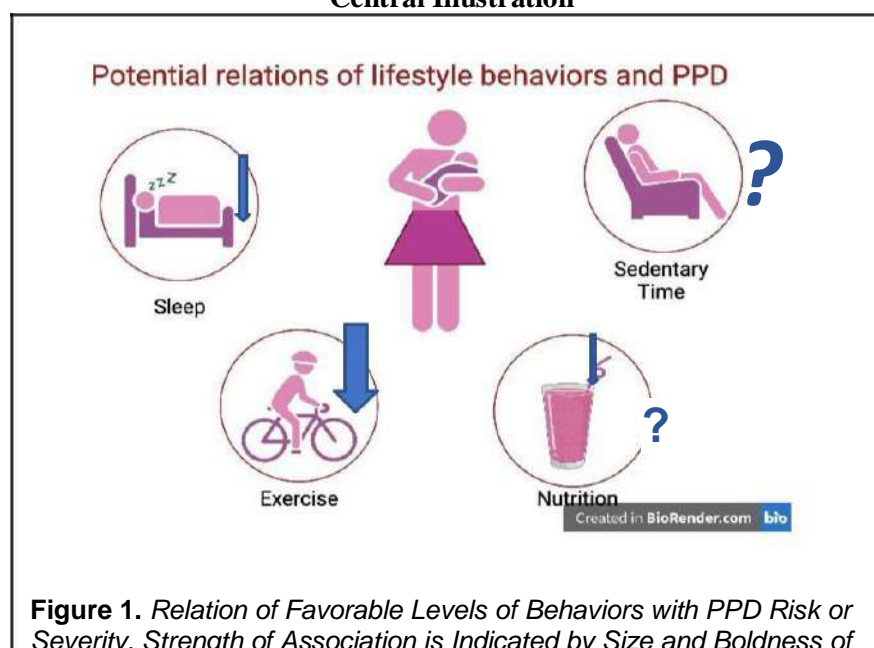 Central Illustration
Potential relations of lifestyle behaviors and PPD
zzz
?
Sedentary
Time
Sleep
?
Exercise
Nutrition
Created in BioRender.com bio
Figure 1. Relation of Favorable Levels of Behaviors with PPD Risk or
Severity. Strength of Association is Indicated by Size and Boldness of